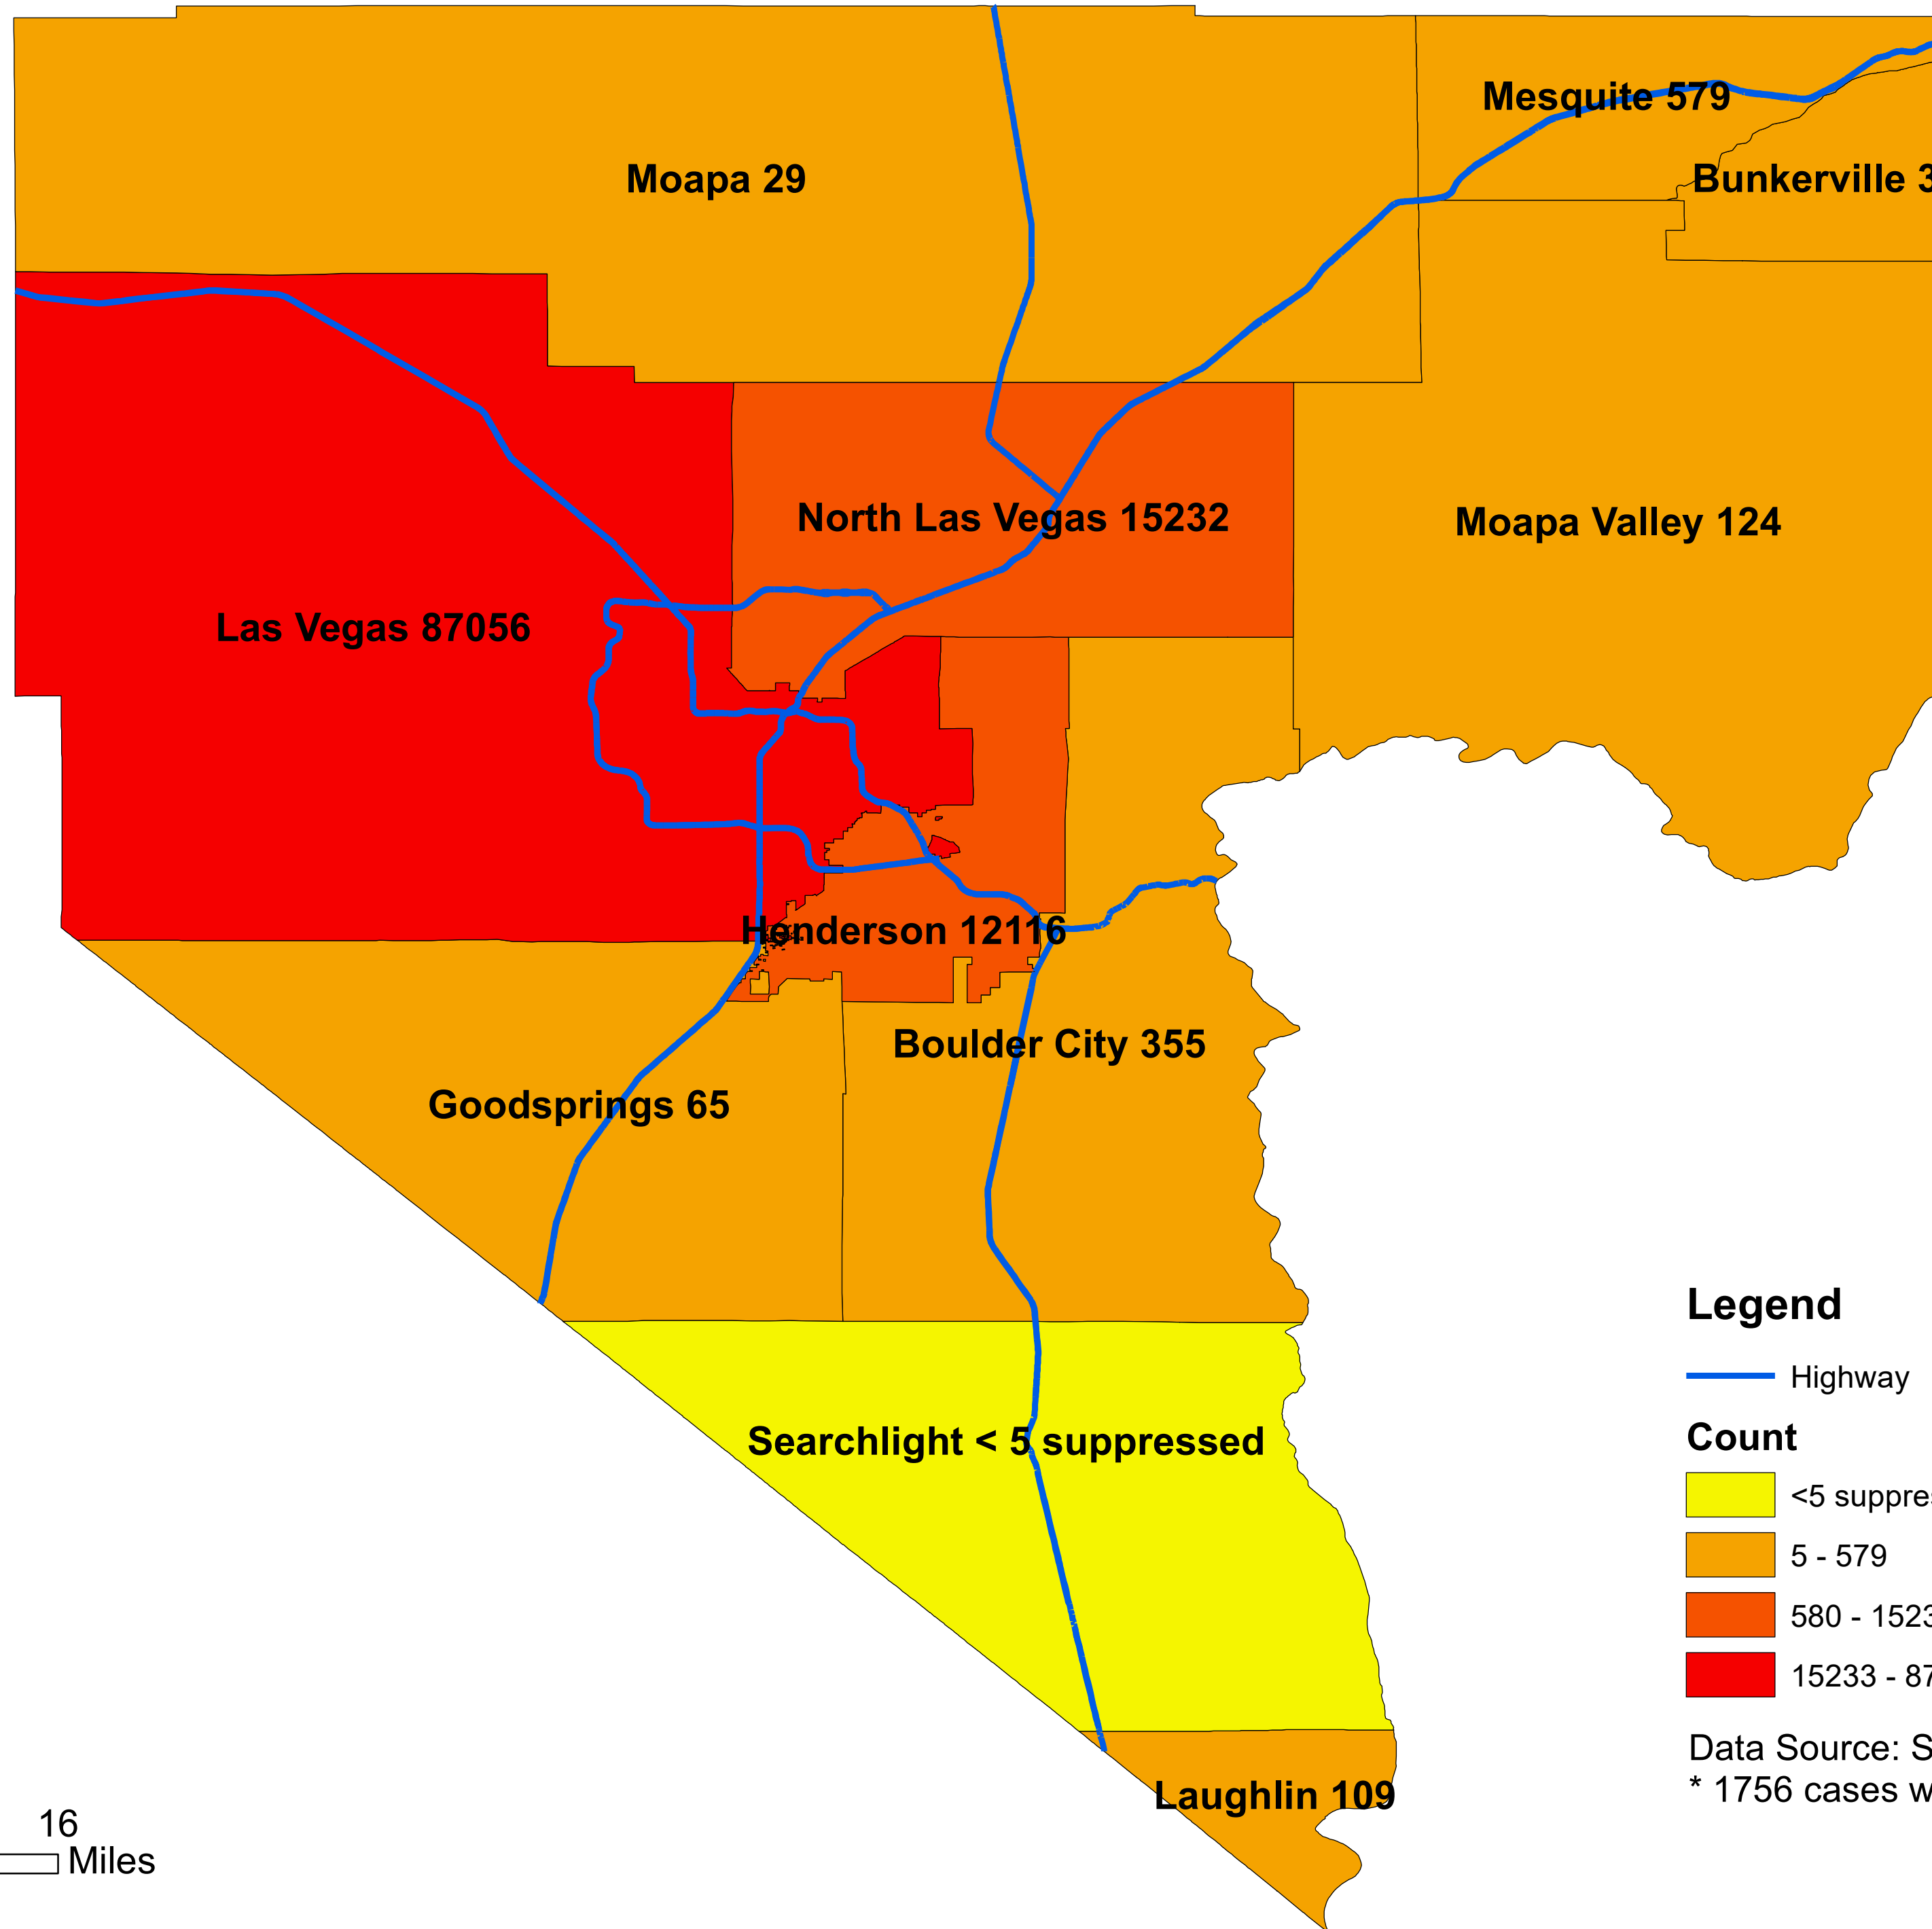 Mesquite 579
Moapa 29
Bunkerville 3
North Las Vegas 15232
Moapa Valley 124
Las Vegas 87056
Henderson 12116
Boulder City 355
Goodsprings 65
Searchlight < 5 suppressed
Laughlin 109
Legend
Highway
Count
<5 suppres
5 - 579
580 - 1523
15233 - 87
Data Source: S
* 1756 cases w
16
Miles